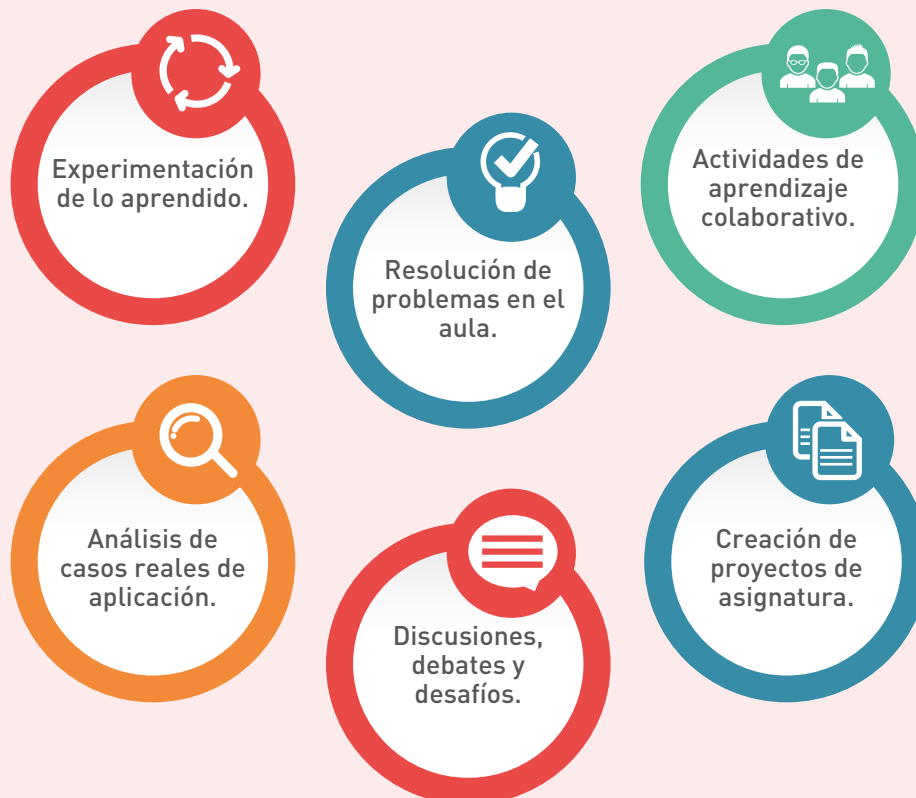 Experimentación
de lo aprendido.
Resolución de
problemas en el
aula.
Actividades de
aprendizaje
colaborativo.
Análisis de
casos reales de
aplicación.
Discusiones,
debates y
desafíos.
Creación de
proyectos de
asignatura.